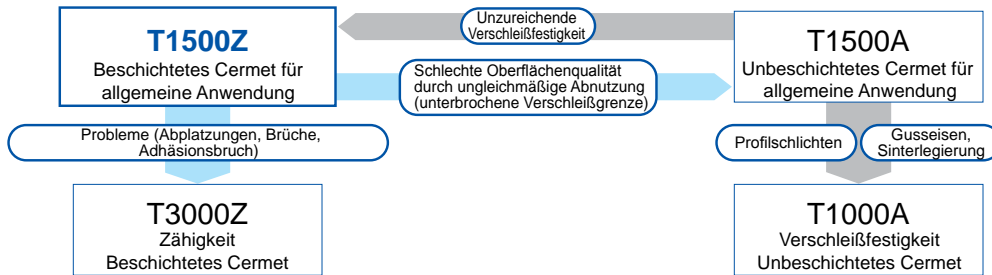 T1500Z
Beschichtetes Cermet für
allgemeine Anwendung
Unzureichende
Verschleißfestigkeit
T1500A
Unbeschichtetes Cermet für
allgemeine Anwendung
Schlechte Oberflächenqualität
durch ungleichmäßige Abnutzung
(unterbrochene Verschleißgrenze)
Probleme (Abplatzungen, Brüche,
Adhäsionsbruch)
Profilschlichten
Gusseisen,
Sinterlegierung
T3000Z
Zähigkeit
Beschichtetes Cermet
T1000A
Verschleißfestigkeit
Unbeschichtetes Cermet